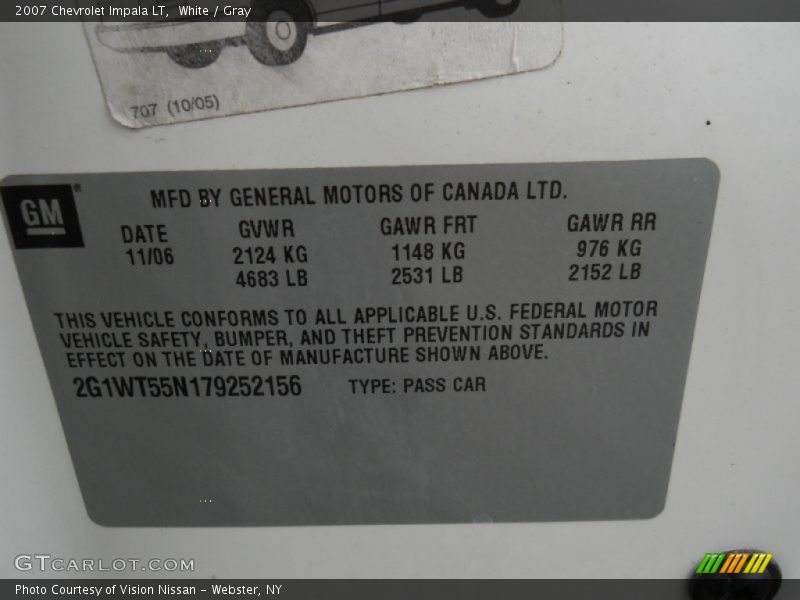 2007 Chevrolet Impala LT, White / Gray
707 (10/05)
GM
MFD BY GENERAL MOTORS OF CANADA LTD.
DATE GVWR GAWR FRT GAWR RR
11/06 2124 KG 1148 KG 976 KG
4683 LB 2531 LB 2152 LB
THIS VEHICLE CONFORMS TO ALL APPLICABLE U.S. FEDERAL MOTOR
VEHICLE SAFETY, BUMPER, AND THEFT PREVENTION STANDARDS IN
EFFECT ON THE DATE OF MANUFACTURE SHOWN ABOVE.
2G1WT55N179252156 TYPE: PASS CAR
GTCARLOT.COM
Photo Courtesy of Vision Nissan - Webster, NY